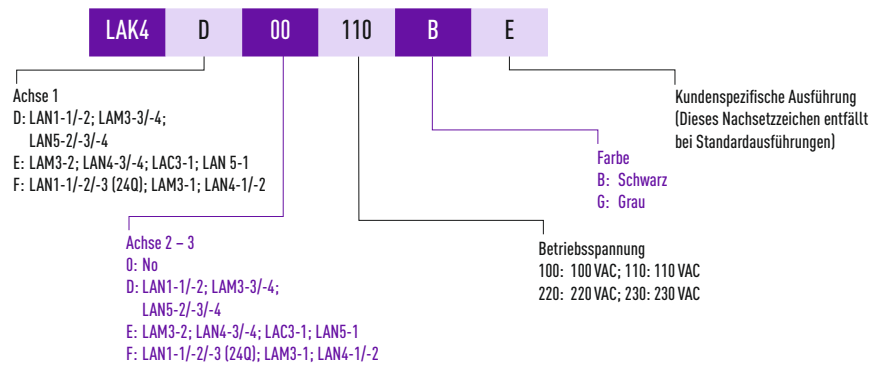 LAK4 D 00 110 B E
Achse 1
D: LAN1-1/-2; LAM3-3/-4;
LAN5-2/-3/-4
E: LAM3-2; LAN4-3/-4; LAC3-1; LAN 5-1
F: LAN1-1/-2/-3 (24Q); LAM3-1; LAN4-1/-2
Achse 2 – 3
0: No
D: LAN1-1/-2; LAM3-3/-4;
LAN5-2/-3/-4
E: LAM3-2; LAN4-3/-4; LAC3-1; LAN5-1
F: LAN1-1/-2/-3 (24Q); LAM3-1; LAN4-1/-2
Betriebsspannung
100: 100 VAC; 110: 110 VAC
220: 220 VAC; 230: 230 VAC
Farbe
B: Schwarz
G: Grau
Kundenspezifische Ausführung
(Dieses Nachsetzzeichen entfällt
bei Standardausführungen)